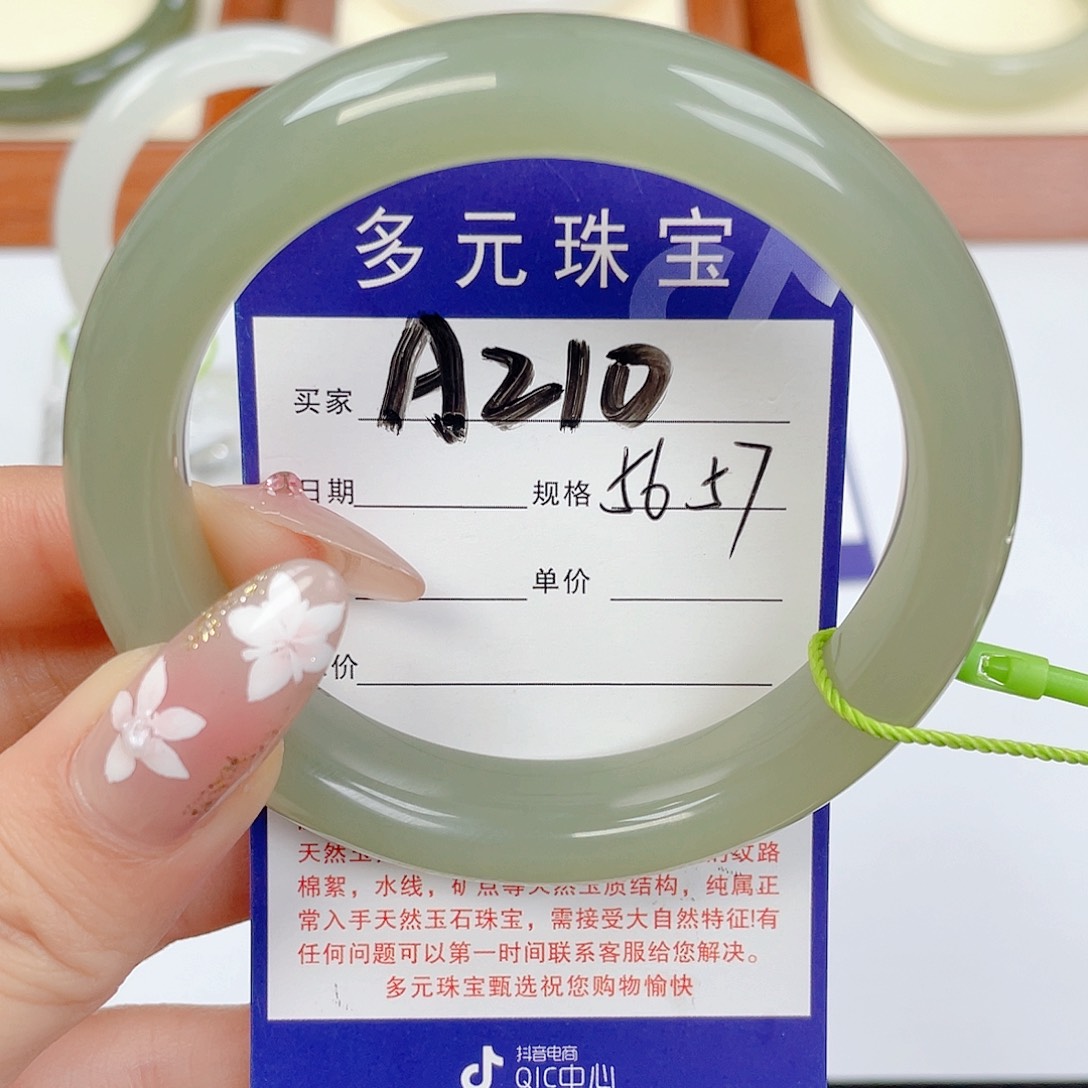 多元珠宝
买家 A210
日期 规格 56.57
单价
价
天然玉 纹路
棉絮，水线，矿点等天然玉质结构，纯属正
常入手天然玉石珠宝，需接受大自然特征!有
任何问题可以第一时间联系客服给您解决。
多元珠宝甄选祝您购物愉快
抖音电商
QIC中心